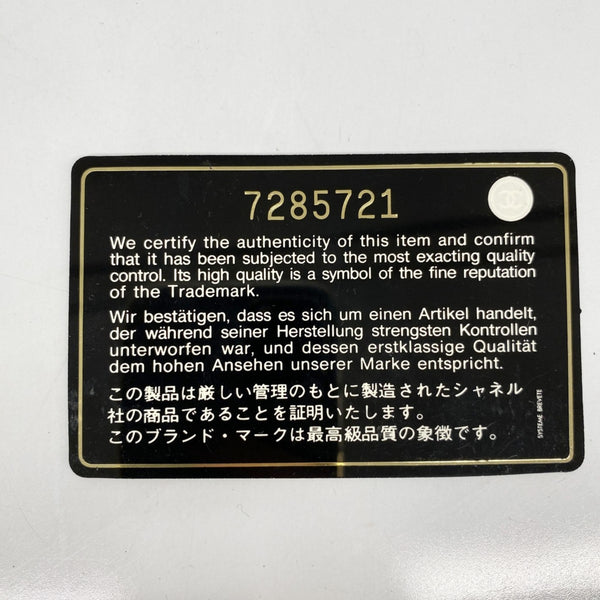 7285721
We certify the authenticity of this item and confirm
that it has been subjected to the most exacting quality
control. Its high quality is a symbol of the fine reputation
of the Trademark.
Wir bestätigen, dass es sich um einen Artikel handelt,
der während seiner Herstellung strengsten Kontrollen
unterworfen war, und dessen erstklassige Qualität
dem hohen Ansehen unserer Marke entspricht.
この製品は厳しい管理のもとに製造されたシャネル
社の商品であることを証明いたします。
このブランド・マークは最高級品質の象徴です。
SYSTEME BREVETE